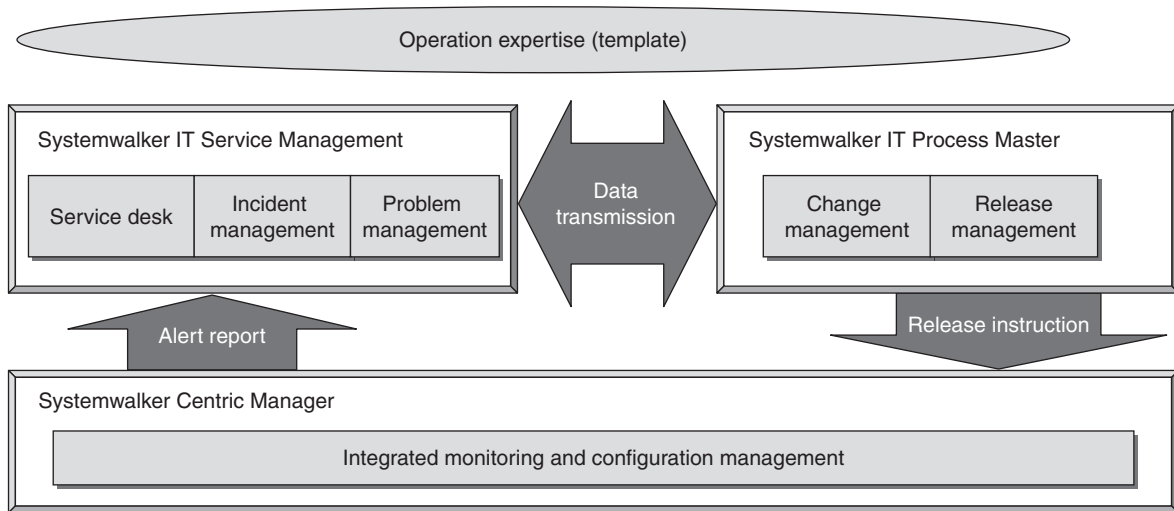 Operation expertise (template)
Systemwalker IT Service Management
Service desk
Incident
management
Problem
management
Data
transmission
Systemwalker IT Process Master
Change
management
Release
management
Alert report
Release instruction
Systemwalker Centric Manager
Integrated monitoring and configuration management